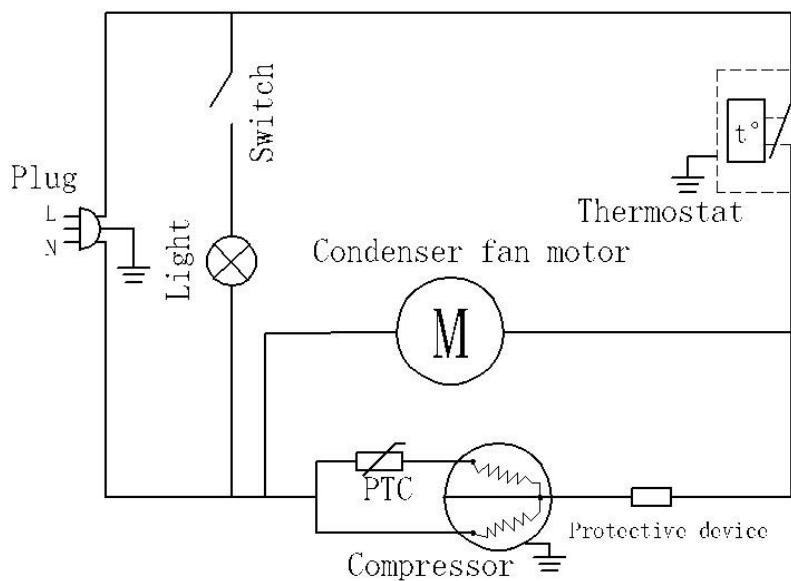 Switch
t°
Plug
L
N
Thermostat
Light
Condenser fan motor
M
PTC
Protective device
Compressor